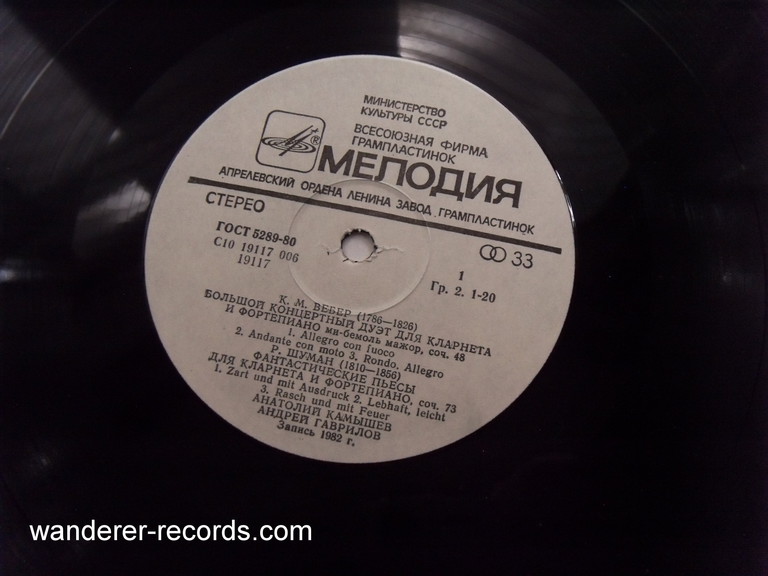 МИНИСТЕРСТВО
КУЛЬТУРЫ СССР
ВСЕСОЮЗНАЯ ФИРМА
ГРАМПЛАСТИНОК
®
МЕЛОДИЯ
АПРЕЛЕВСКИЙ ОРДЕНА ЛЕНИНА ЗАВОД ГРАМПЛАСТИНОК
СТЕРЕО
33
ГОСТ 5289-80
С10 19117 006
19117
1
Гр. 2. 1-20
К. М. ВЕБЕР (1786—1826)
БОЛЬШОЙ КОНЦЕРТНЫЙ ДУЭТ ДЛЯ КЛАРНЕТА
И ФОРТЕПИАНО ми-бемоль мажор, соч. 48
1. Allegro con fuoco
2. Andante con moto 3. Rondo. Allegro
Р. ШУМАН (1810—1856)
ФАНТАСТИЧЕСКИЕ ПЬЕСЫ
ДЛЯ КЛАРНЕТА И ФОРТЕПИАНО, соч. 73
1. Zart und mit Ausdruck 2. Lebhaft, leicht
3. Rasch und mit Feuer
АНАТОЛИЙ КАМЫШЕВ
АНДРЕЙ ГАВРИЛОВ
Запись 1982 г.
wanderer-records.com